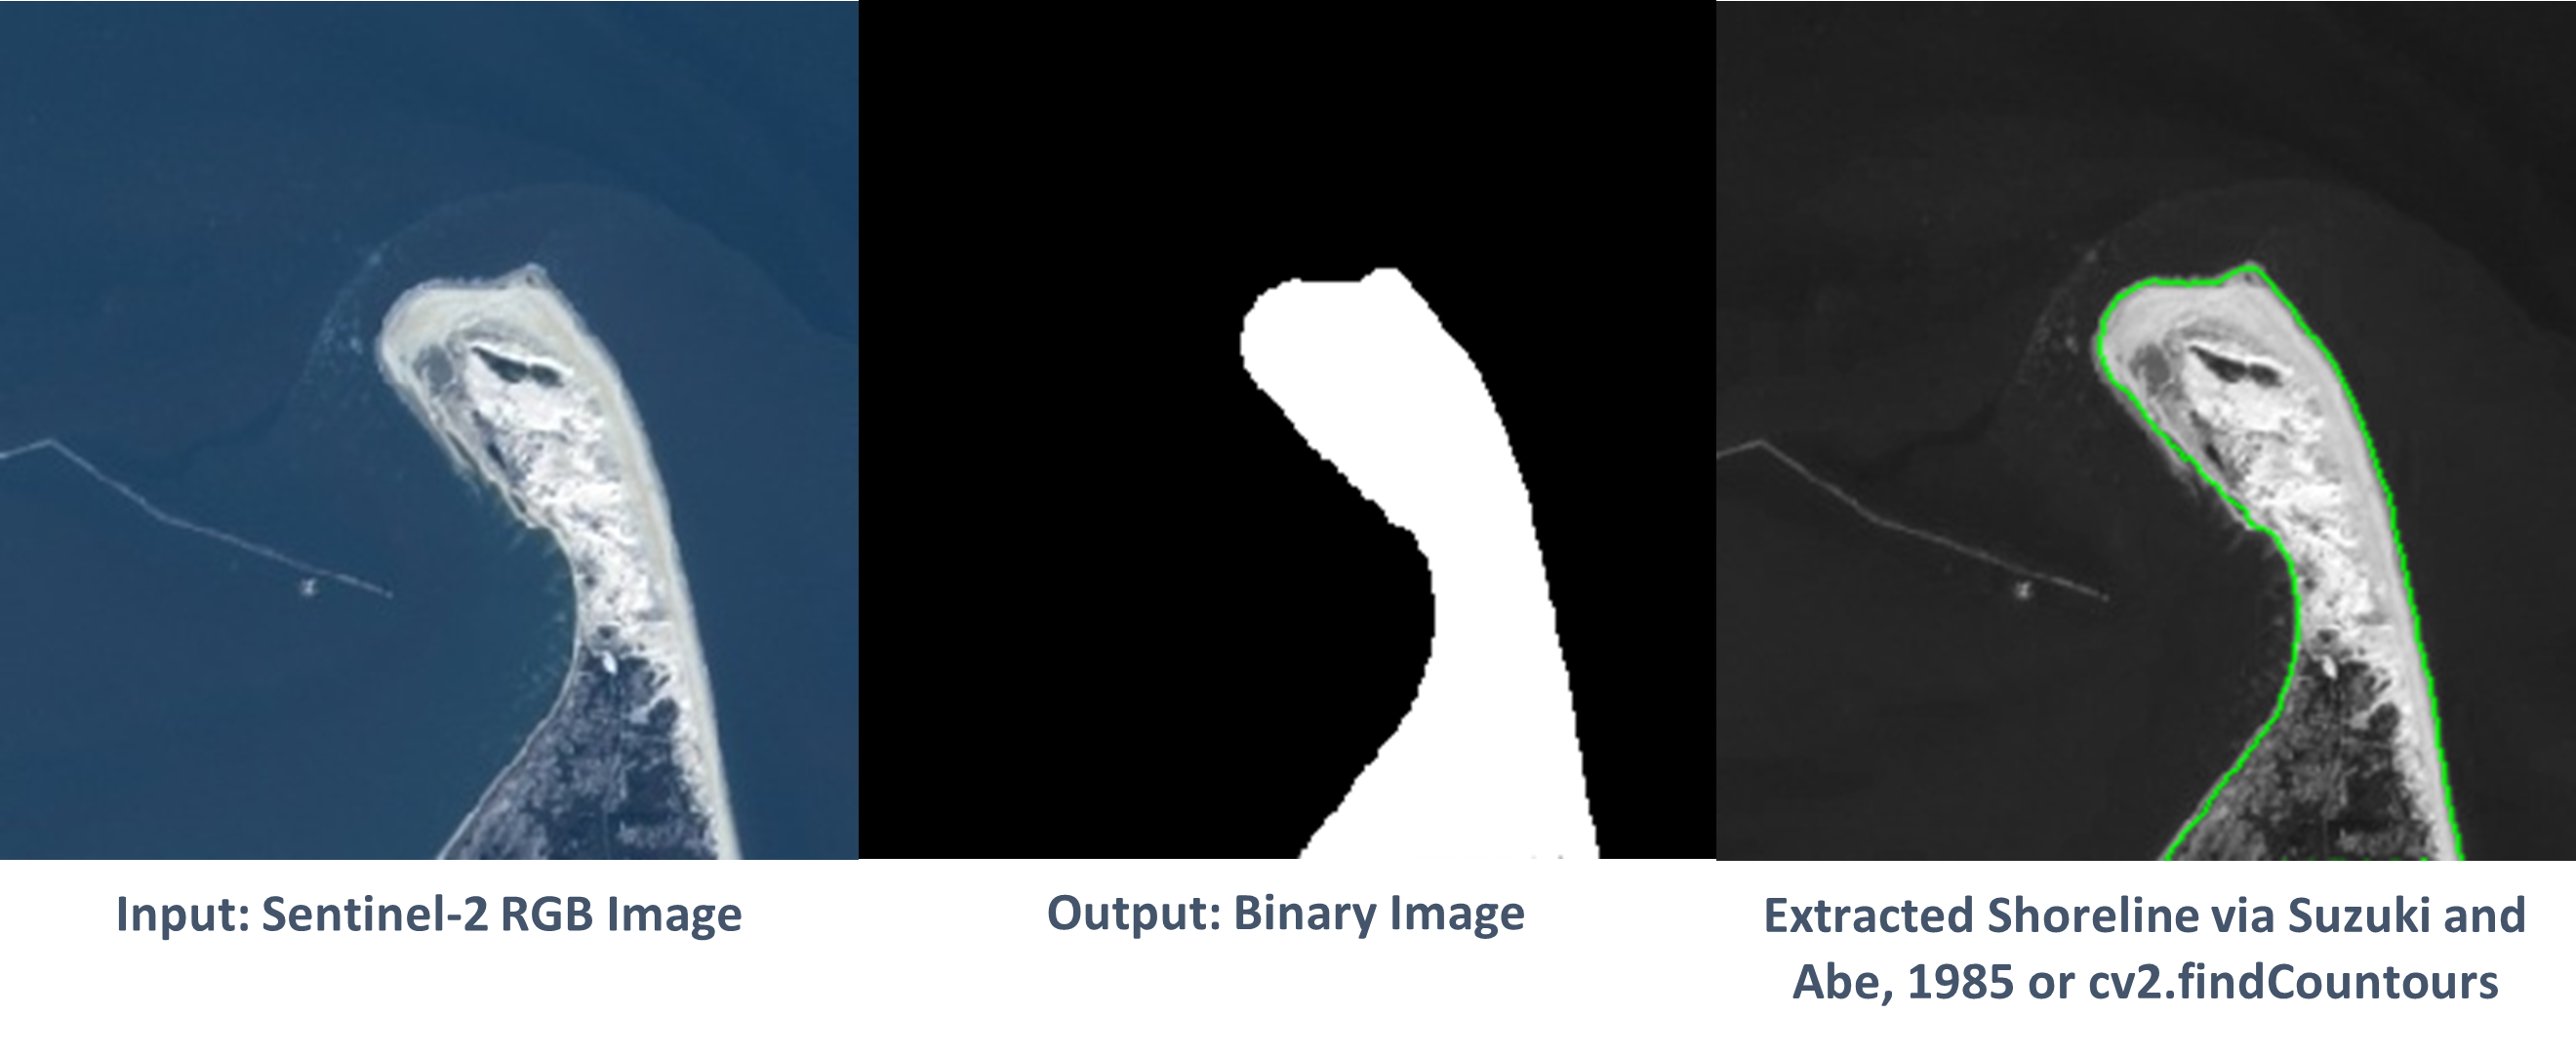 Input: Sentinel-2 RGB Image
Output: Binary Image
Extracted Shoreline via Suzuki and
Abe, 1985 or cv2.findCountours